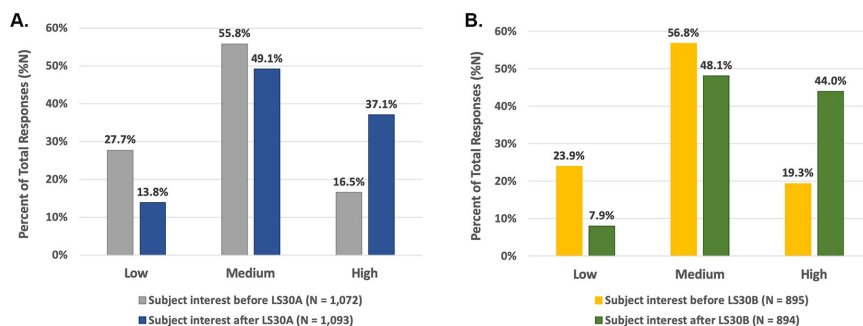 A.
Percent of Total Responses (%N)
60%
50%
40%
30%
20%
10%
0%
27.7%
13.8%
55.8%
49.1%
16.5%
37.1%
Low
Medium
High
Subject interest before LS30A (N = 1,072)
Subject interest after LS30A (N = 1,093)
B.
Percent of Total Responses (%N)
60%
50%
40%
30%
20%
10%
0%
23.9%
7.9%
56.8%
48.1%
19.3%
44.0%
Low
Medium
High
Subject interest before LS30B (N = 895)
Subject interest after LS30B (N = 894)